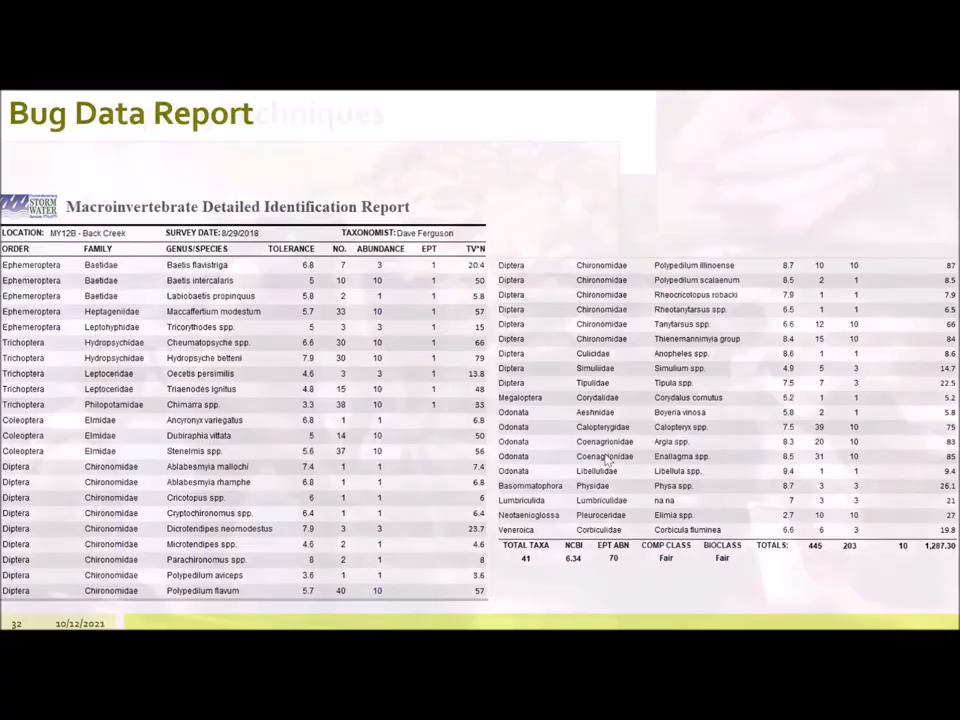 Bug Data Report
STORM
WATER
Macroinvertebrate Detailed Identification Report
LOCATION: MY12B - Back Creek SURVEY DATE: 8/29/2018 TAXONOMIST: Dave Ferguson
ORDER FAMILY GENUS/SPECIES TOLERANCE NO. ABUNDANCE EPT TV*N
Ephemeroptera Baetidae Baetis flavistriga 6.8 7 3 1 20.4
Ephemeroptera Baetidae Baetis intercalaris 5 10 10 1 50
Ephemeroptera Baetidae Labiobaetis propinquus 5.8 2 1 1 5.8
Ephemeroptera Heptageniidae Maccaffertium modestum 5.7 33 10 1 57
Ephemeroptera Leptohyphidae Tricorythodes spp. 5 3 3 1 15
Trichoptera Hydropsychidae Cheumatopsyche spp. 6.6 30 10 1 66
Trichoptera Hydropsychidae Hydropsyche betteni 7.9 30 10 1 79
Trichoptera Leptoceridae Oecetis persimilis 4.6 3 3 1 13.8
Trichoptera Leptoceridae Triaenodes ignitus 4.8 15 10 1 48
Trichoptera Philopotamidae Chimarra spp. 3.3 38 10 1 33
Coleoptera Elmidae Ancyronyx variegatus 6.8 1 1 6.8
Coleoptera Elmidae Dubiraphia vittata 5 14 10 50
Coleoptera Elmidae Stenelmis spp. 5.6 37 10 56
Diptera Chironomidae Ablabesmyia mallochi 7.4 1 1 7.4
Diptera Chironomidae Ablabesmyia rhamphe 6.8 1 1 6.8
Diptera Chironomidae Cricotopus spp. 6 1 1 6
Diptera Chironomidae Cryptochironomus spp. 6.4 1 1 6.4
Diptera Chironomidae Dicrotendipes neomodestus 7.9 3 3 23.7
Diptera Chironomidae Microtendipes spp. 4.6 2 1 4.6
Diptera Chironomidae Parachironomus spp. 8 2 1 8
Diptera Chironomidae Polypedilum aviceps 3.6 1 1 3.6
Diptera Chironomidae Polypedilum flavum 5.7 40 10 57
Diptera Chironomidae Polypedilum illinoense 8.7 10 10 87
Diptera Chironomidae Polypedilum scalaenum 8.5 2 1 8.5
Diptera Chironomidae Rheocricotopus robacki 7.9 1 1 7.9
Diptera Chironomidae Rheotanytarsus spp. 6.5 1 1 6.5
Diptera Chironomidae Tanytarsus spp. 6.6 12 10 66
Diptera Chironomidae Thienemannimyia group 8.4 15 10 84
Diptera Culicidae Anopheles spp. 8.6 1 1 8.6
Diptera Simuliidae Simulium spp. 4.9 5 3 14.7
Diptera Tipulidae Tipula spp. 7.5 7 3 22.5
Megaloptera Corydalidae Corydalus cornutus 5.2 1 1 5.2
Odonata Aeshnidae Boyeria vinosa 5.8 2 1 5.8
Odonata Calopterygidae Calopteryx spp. 7.5 39 10 75
Odonata Coenagrionidae Argia spp. 8.3 20 10 83
Odonata Coenagrionidae Enallagma spp. 8.5 31 10 85
Odonata Libellulidae Libellula spp. 9.4 1 1 9.4
Basommatophora Physidae Physa spp. 8.7 3 3 26.1
Lumbriculida Lumbriculidae na na 7 3 3 21
Neotaenioglossa Pleuroceridae Elimia spp. 2.7 10 10 27
Veneroica Corbiculidae Corbicula fluminea 6.6 6 3 19.8
TOTAL TAXA NCBI EPT ABN COMP CLASS BIOCLASS TOTALS: 445 203 10 1,287.30
41 6.34 70 Fair Fair
32 10/12/2021